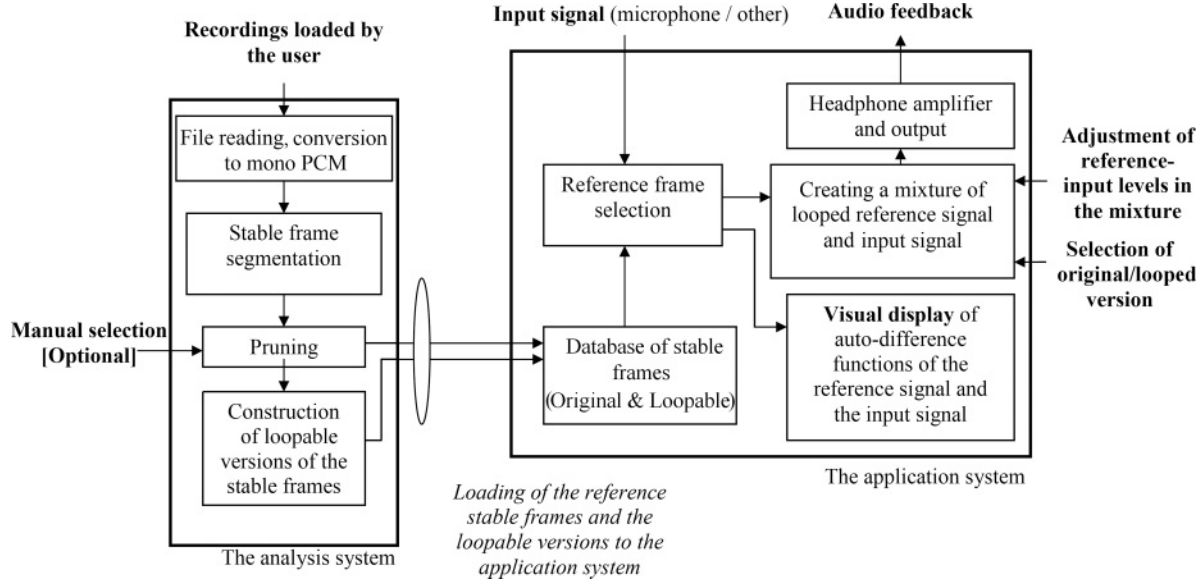 Recordings loaded by
the user
File reading, conversion
to mono PCM
Stable frame
segmentation
Manual selection
[Optional]
Pruning
Construction
of loopable
versions of the
stable frames
The analysis system
Loading of the reference
stable frames and the
loopable versions to the
application system
Input signal (microphone / other)
Audio feedback
Headphone amplifier
and output
Reference frame
selection
Creating a mixture of
looped reference signal
and input signal
Adjustment of
reference-
input levels in
the mixture
Selection of
original/looped
version
Database of stable
frames
(Original & Loopable)
Visual display of
auto-difference
functions of the
reference signal and
the input signal
The application system